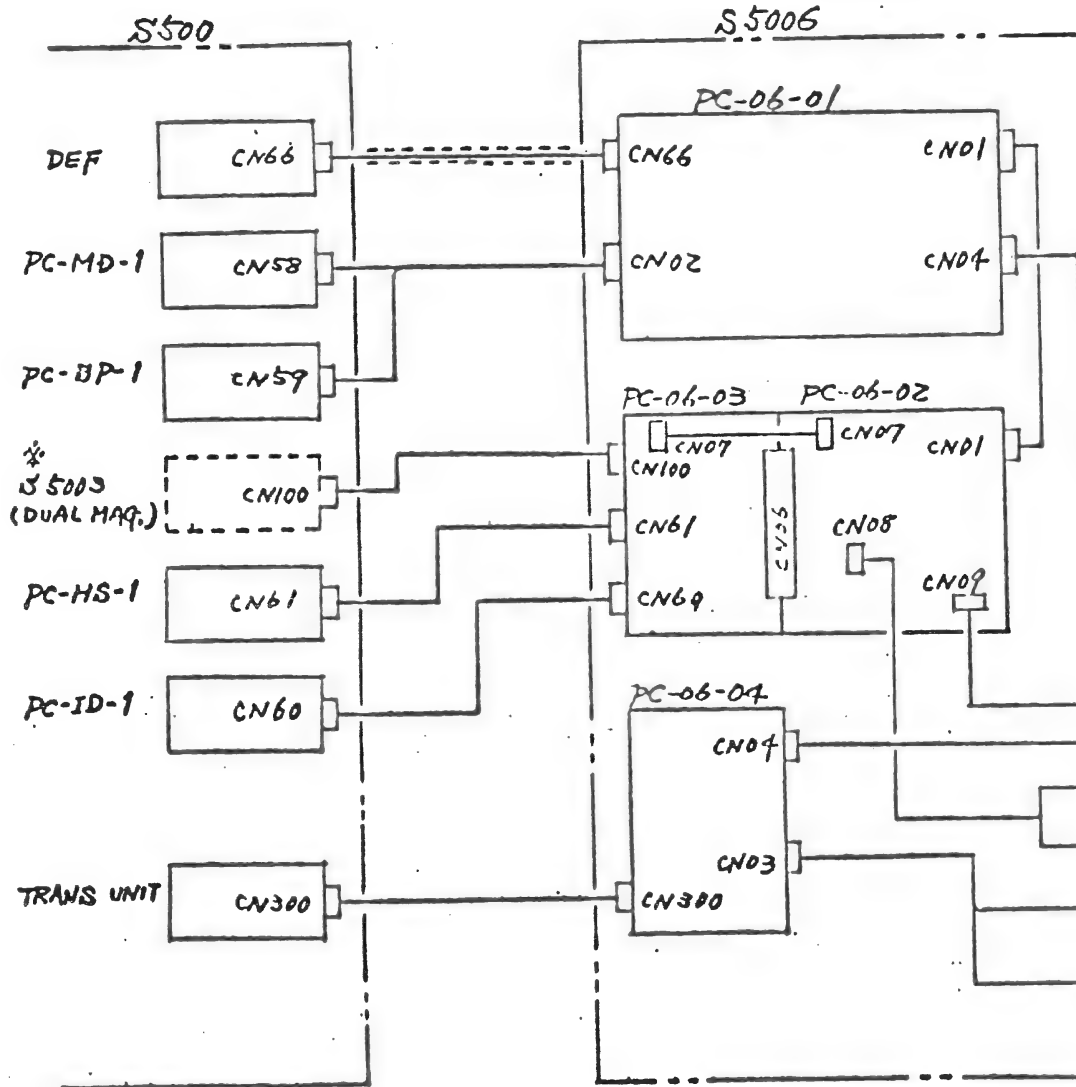 S500
S5006
PC-06-01
DEF
CN66
CN66
CN01
PC-MD-1
CN58
CN02
CN04
PC-BP-1
CN59
PC-06-03
PC-06-02
CN07
CN07
CN01
※
S5003
(DUAL MAG.)
CN100
CN100
CN61
CN08
PC-HS-1
CN61
CN09
CN69
PC-ID-1
CN60
PC-06-04
CN04
CN03
TRANS UNIT
CN300
CN300